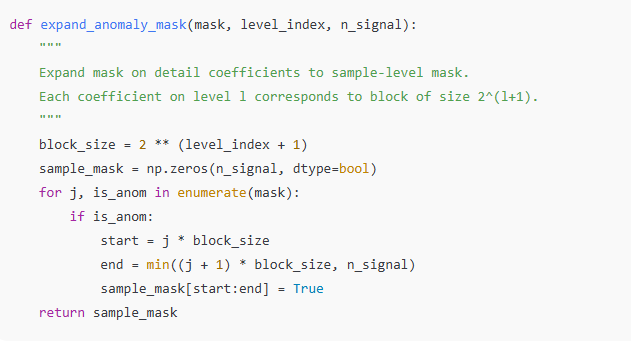 def expand_anomaly_mask(mask, level_index, n_signal):
    """
    Expand mask on detail coefficients to sample-level mask.
    Each coefficient on level l corresponds to block of size 2^(l+1).
    """
    block_size = 2 ** (level_index + 1)
    sample_mask = np.zeros(n_signal, dtype=bool)
    for j, is_anom in enumerate(mask):
        if is_anom:
            start = j * block_size
            end = min((j + 1) * block_size, n_signal)
            sample_mask[start:end] = True
    return sample_mask